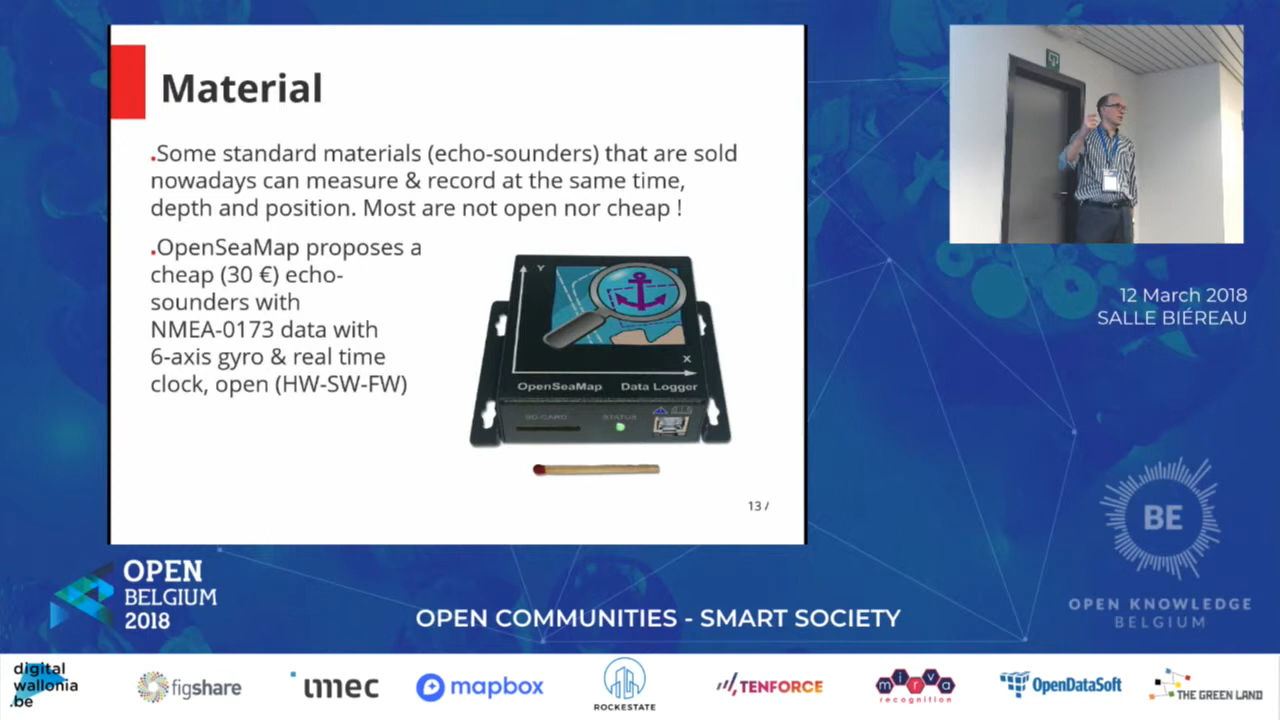 Material
.Some standard materials (echo-sounders) that are sold
nowadays can measure & record at the same time,
depth and position. Most are not open nor cheap !
.OpenSeaMap proposes a
cheap (30 €) echo-
sounders with
NMEA-0173 data with
6-axis gyro & real time
clock, open (HW-SW-FW)
Y
X
OpenSeaMap Data Logger
SD-CARD STATUS
13 /
12 March 2018
SALLE BIÉREAU
BE
OPEN KNOWLEDGE
BELGIUM
OPEN
BELGIUM
2018
OPEN COMMUNITIES - SMART SOCIETY
digital
wallonia
.be
figshare
imec
mapbox
ROCKESTATE
TENFORCE
mirva
recognition
OpenDataSoft
THE GREEN LAND